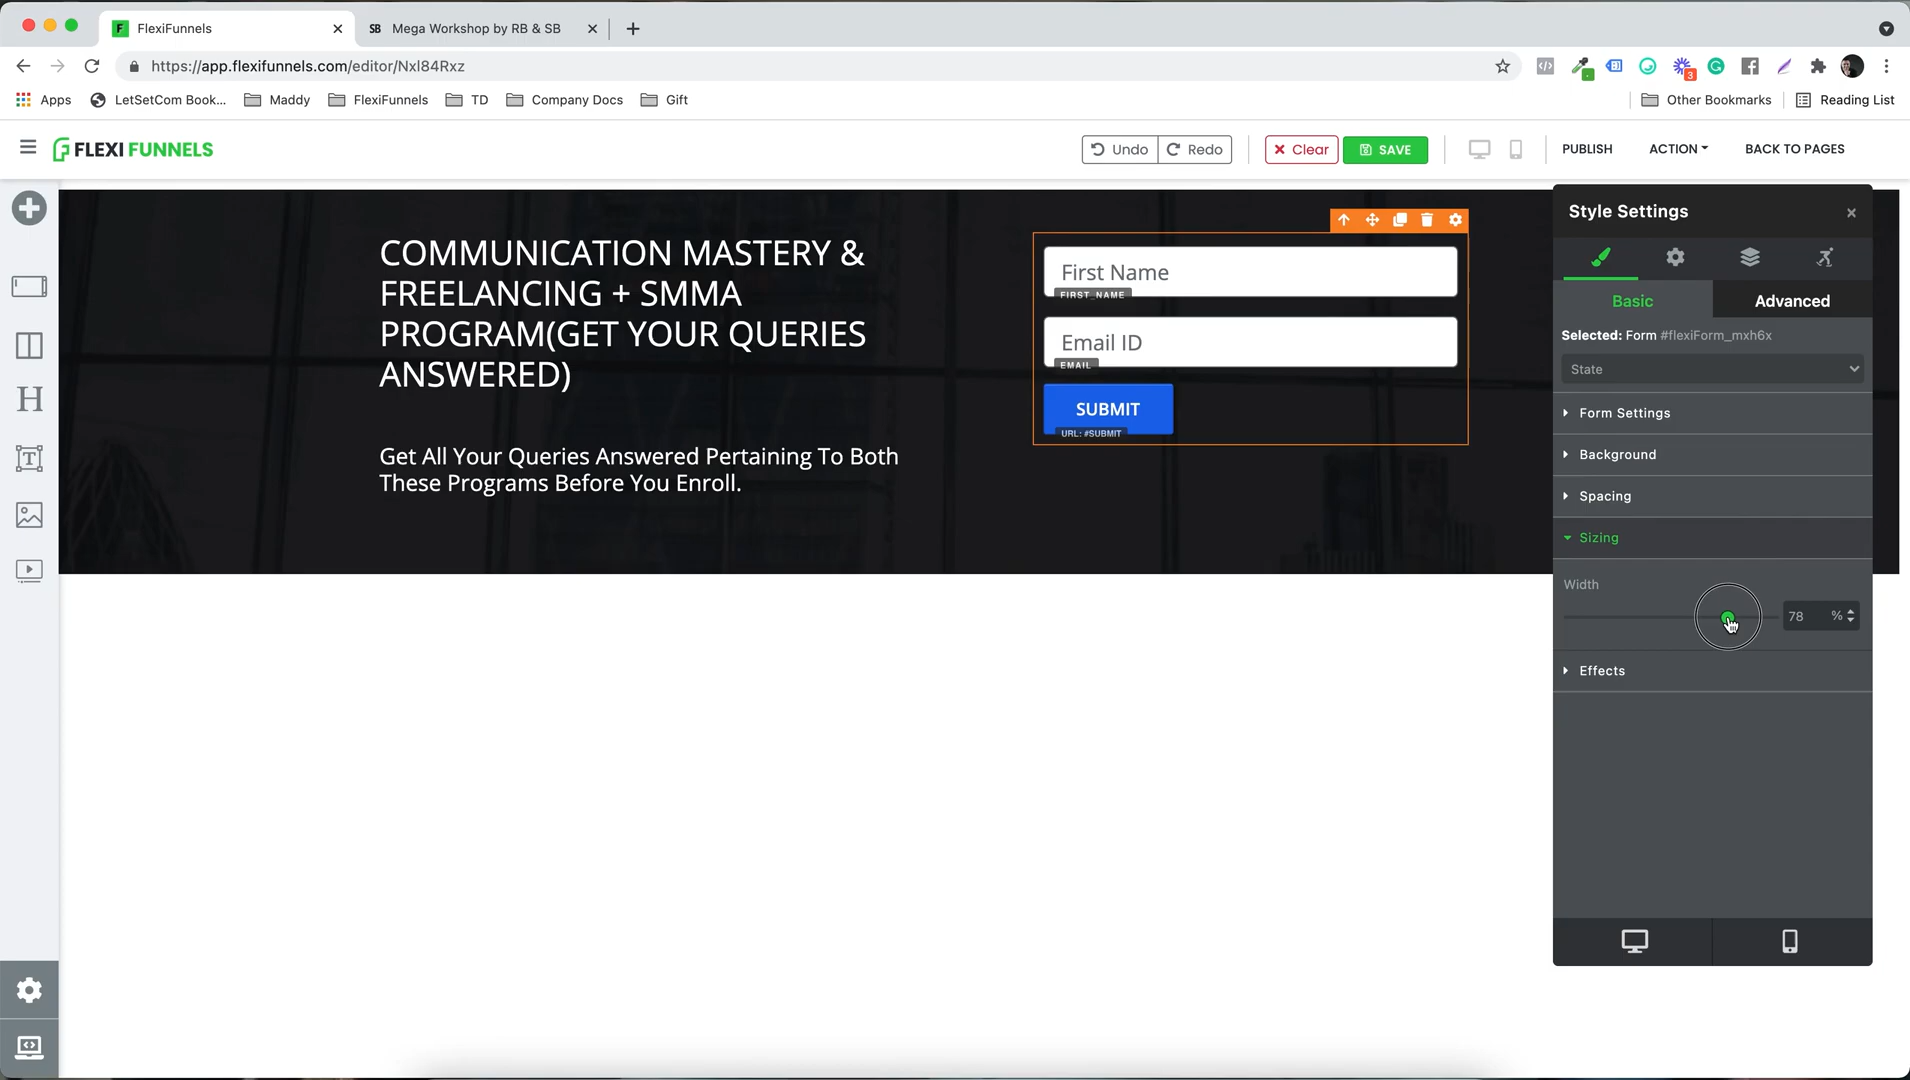 FlexiFunnels
SB Mega Workshop by RB & SB
https://app.flexifunnels.com/editor/Nxl84Rxz
3
Apps
LetSetCom Book...
Maddy
FlexiFunnels
TD
Company Docs
Gift
Other Bookmarks
Reading List
FLEXI FUNNELS
Undo
Redo
Clear
SAVE
PUBLISH
ACTION
BACK TO PAGES
COMMUNICATION MASTERY &
FREELANCING + SMMA
PROGRAM(GET YOUR QUERIES
ANSWERED)
Get All Your Queries Answered Pertaining To Both
These Programs Before You Enroll.
First Name
FIRST_NAME
Email ID
EMAIL
SUBMIT
URL: #SUBMIT
Style Settings
Basic
Advanced
Selected: Form #flexiForm_mxh6x
State
Form Settings
Background
Spacing
Sizing
Width
78 %
Effects